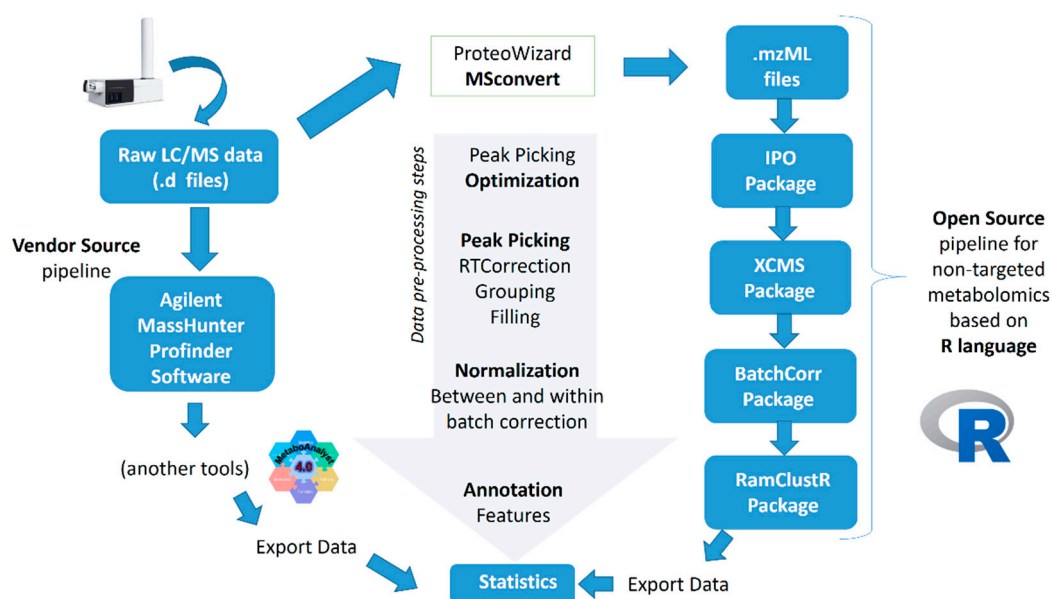 ProteoWizard
MSconvert
.mzML
files
Raw LC/MS data
(.d files)
Data pre-processing steps
Peak Picking
Optimization
IPO
Package
Vendor Source
pipeline
Peak Picking
RTCorrection
Grouping
Filling
XCMS
Package
Open Source
pipeline for
non-targeted
metabolomics
based on
R language
Agilent
MassHunter
Profinder
Software
Normalization
Between and within
batch correction
BatchCorr
Package
R
(another tools)
MetaboAnalyst
4.0
Annotation
Features
RamClustR
Package
Export Data
Statistics
Export Data